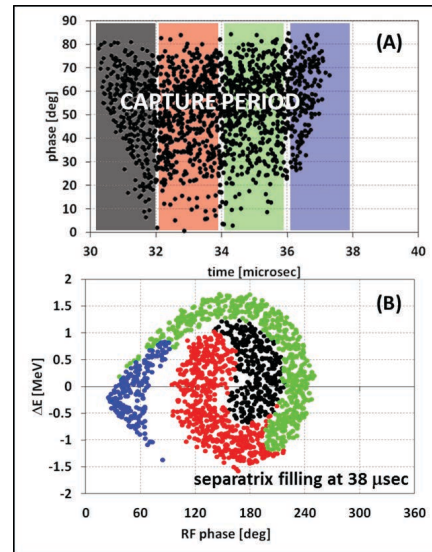 (A)
90
80
70
60
50
40
30
20
10
0
phase [deg]
CAPTURE PERIOD
30 32 34 36 38 40
time [microsec]
(B)
2
1.5
1
0.5
0
-0.5
-1
-1.5
-2
ΔE [MeV]
separatrix filling at 38 μsec
0 60 120 180 240 300 360
RF phase [deg]